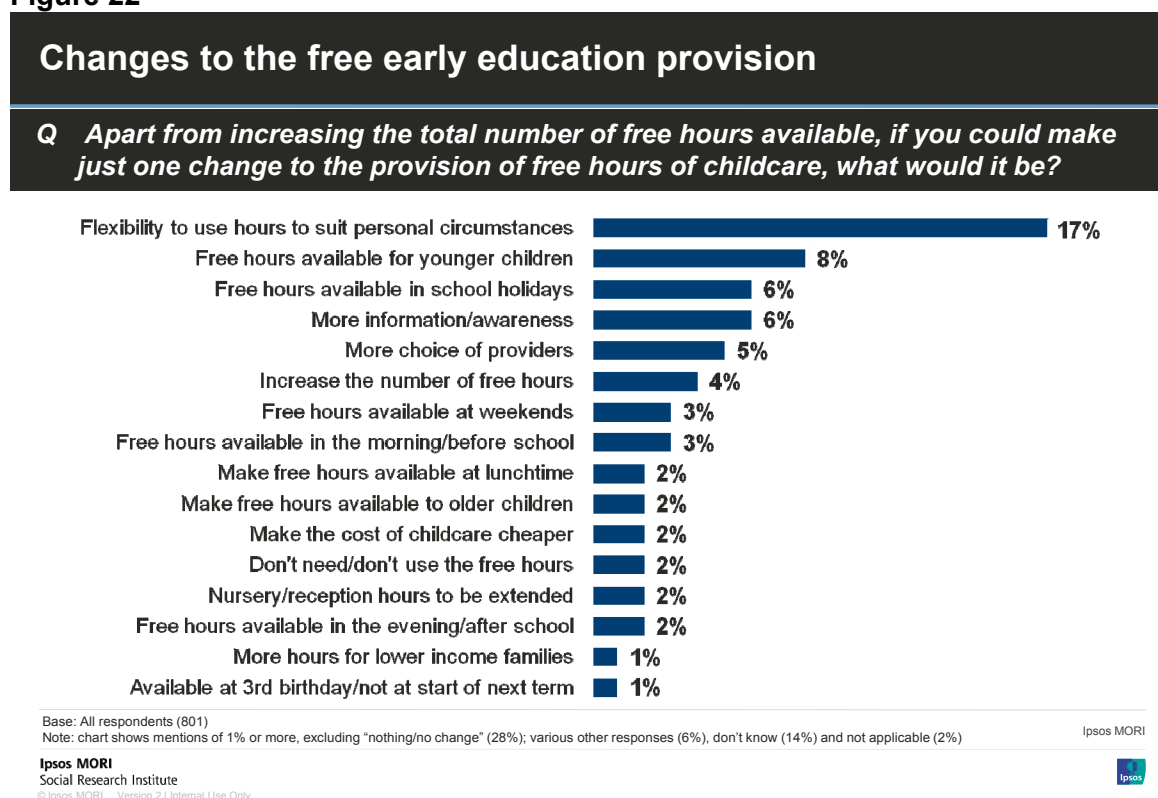 Figure 22
Changes to the free early education provision
Q Apart from increasing the total number of free hours available, if you could make
just one change to the provision of free hours of childcare, what would it be?
Flexibility to use hours to suit personal circumstances 17%
Free hours available for younger children 8%
Free hours available in school holidays 6%
More information/awareness 6%
More choice of providers 5%
Increase the number of free hours 4%
Free hours available at weekends 3%
Free hours available in the morning/before school 3%
Make free hours available at lunchtime 2%
Make free hours available to older children 2%
Make the cost of childcare cheaper 2%
Don't need/don't use the free hours 2%
Nursery/reception hours to be extended 2%
Free hours available in the evening/after school 2%
More hours for lower income families 1%
Available at 3rd birthday/not at start of next term 1%
Base: All respondents (801)
Note: chart shows mentions of 1% or more, excluding “nothing/no change” (28%); various other responses (6%), don’t know (14%) and not applicable (2%)
Ipsos MORI
Ipsos MORI
Social Research Institute
Ipsos
© Ipsos MORI Version 2 | Internal Use Only